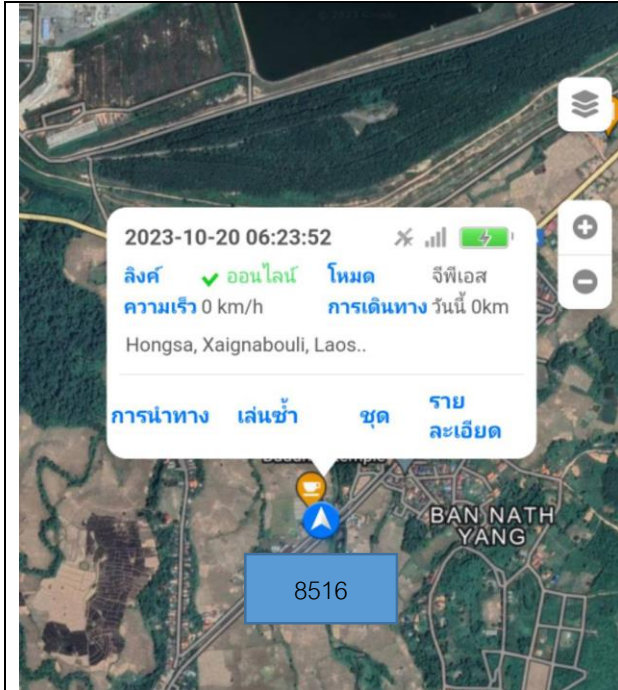 2023-10-20 06:23:52
ลิงค์ ออนไลน์ โหมด จีพีเอส
ความเร็ว 0 km/h การเดินทาง วันนี้ 0km
Hongsa, Xaignabouli, Laos..
การนำทาง เล่นซ้ำ ชุด ราย
ละเอียด
BAN NATH
YANG
8516